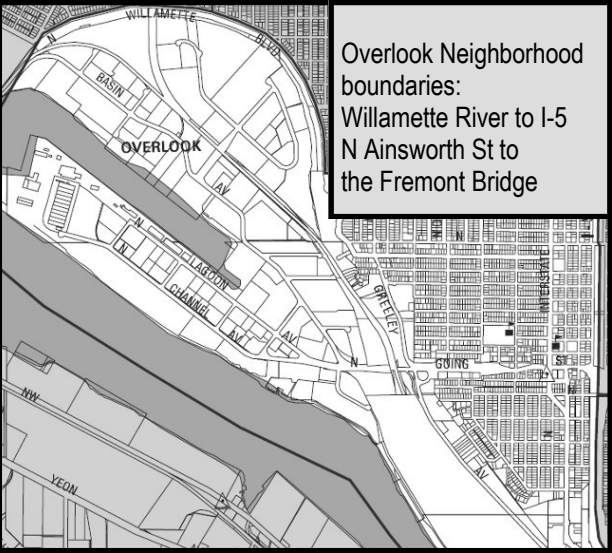 Overlook Neighborhood
boundaries:
Willamette River to I-5
N Ainsworth St to
the Fremont Bridge
WILLAMETTE
BLVD
N
BASIN
OVERLOOK
AV
N
N
LAGOON
CHANNEL
AV
AV
GREELEY
N
INTERSTATE
N
GOING
ST
N
N
AV
NW
YEON